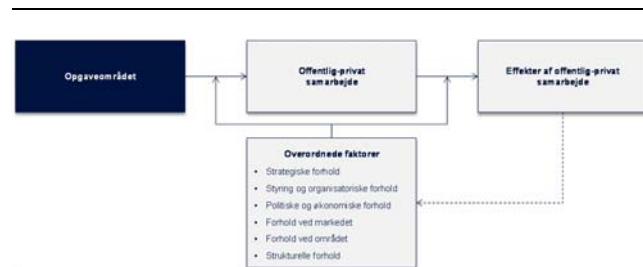 Opgaveområdet
Offentlig-privat
samarbejde
Effekter af offentlig-privat
samarbejde
Overordnede faktorer
• Strategiske forhold
• Styring og organisatoriske forhold
• Politiske og økonomiske forhold
• Forhold ved markedet
• Forhold ved området
• Strukturelle forhold